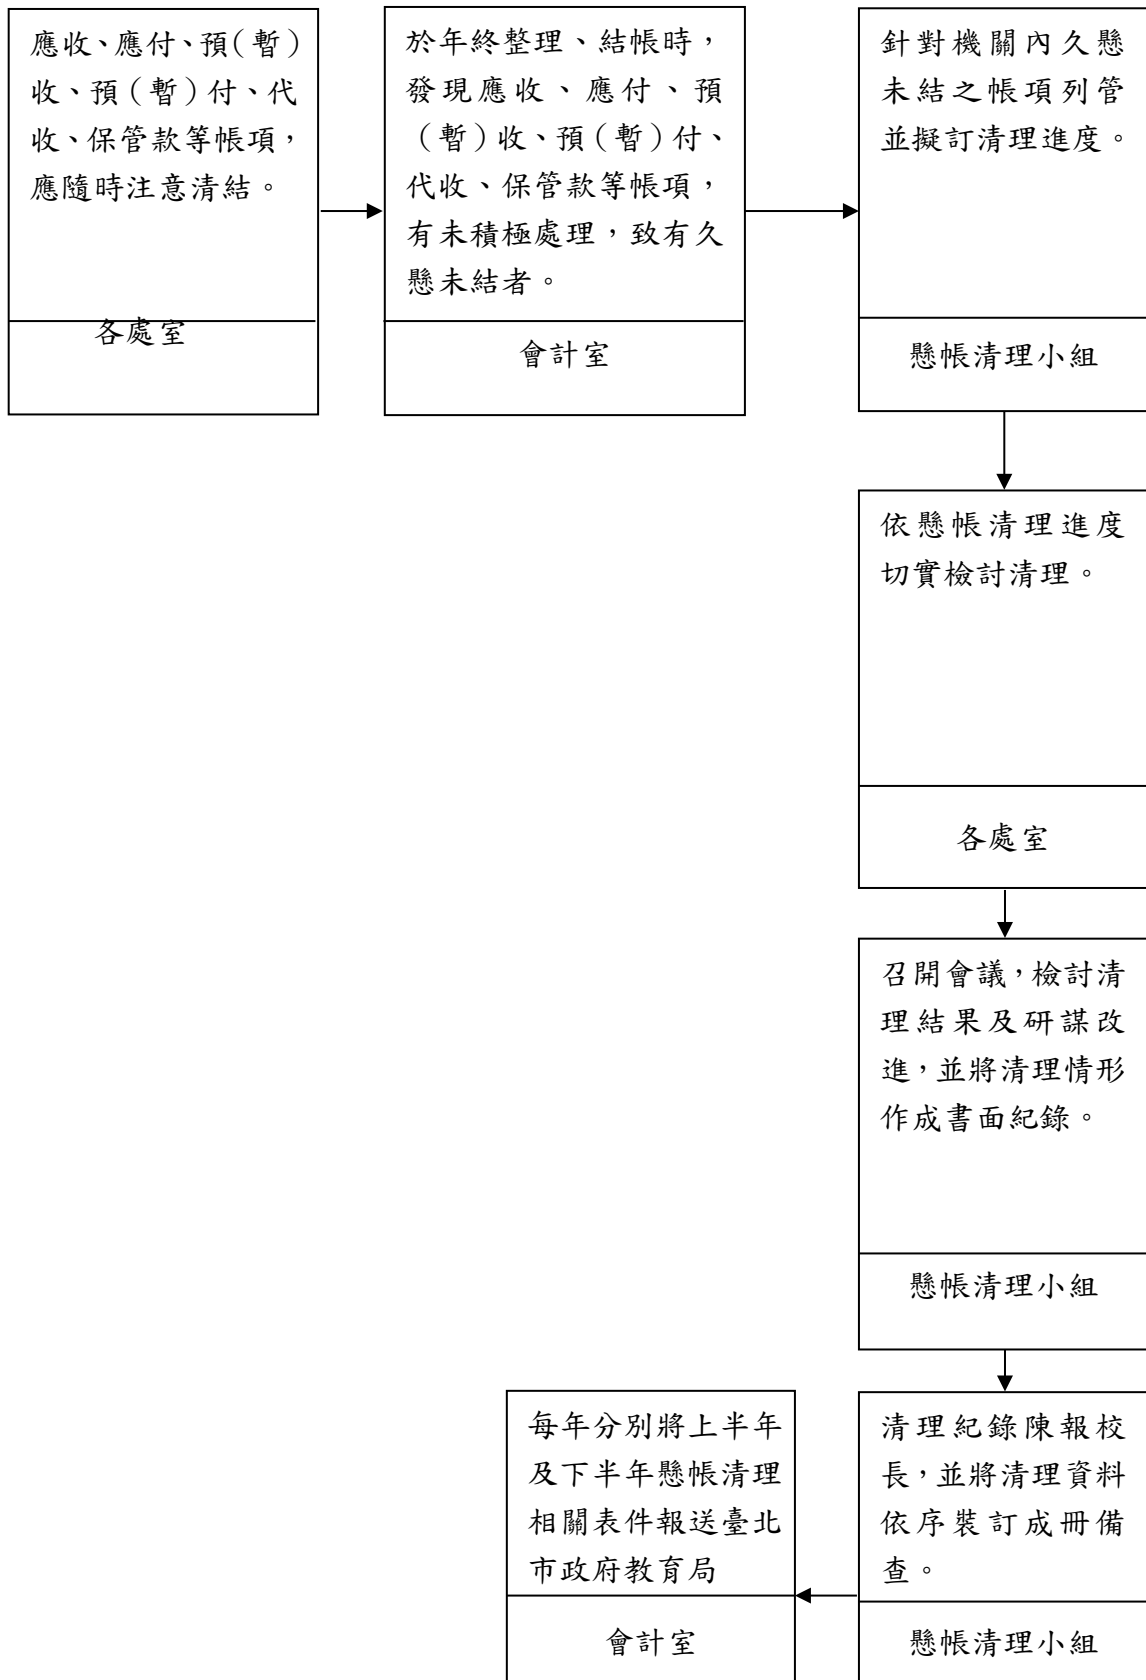 應收、應付、預(暫)
收、預(暫)付、代
收、保管款等帳項，
應隨時注意清結。
各處室
於年終整理、結帳時，
發現應收、應付、預
(暫)收、預(暫)付、
代收、保管款等帳項，
有未積極處理，致有久
懸未結者。
會計室
針對機關內久懸
未結之帳項列管
並擬訂清理進度。
懸帳清理小組
依懸帳清理進度
切實檢討清理。
各處室
召開會議，檢討清
理結果及研謀改
進，並將清理情形
作成書面紀錄。
懸帳清理小組
清理紀錄陳報校
長，並將清理資料
依序裝訂成冊備
查。
懸帳清理小組
每年分別將上半年
及下半年懸帳清理
相關表件報送臺北
市政府教育局
會計室